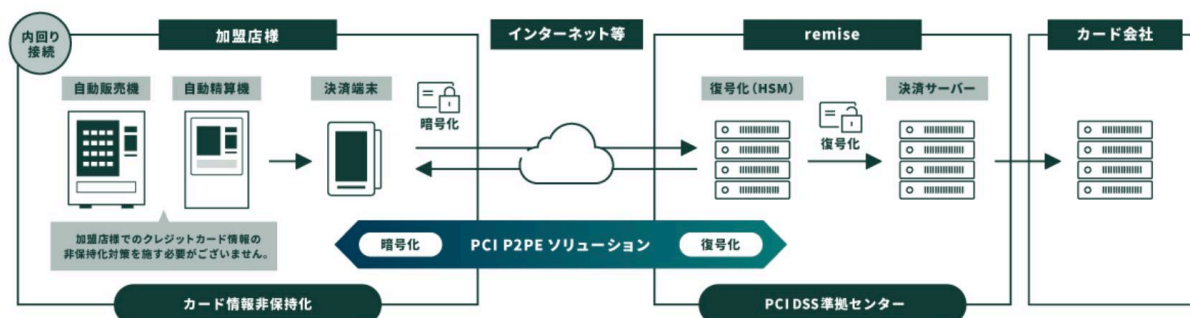 内回り
接続
加盟店様
インターネット等
remise
カード会社
自動販売機
自動精算機
決済端末
暗号化
復号化(HSM)
復号化
決済サーバー
加盟店様でのクレジットカード情報の
非保持化対策を施す必要がございません。
暗号化
PCI P2PE ソリューション
復号化
カード情報非保持化
PCI DSS準拠センター